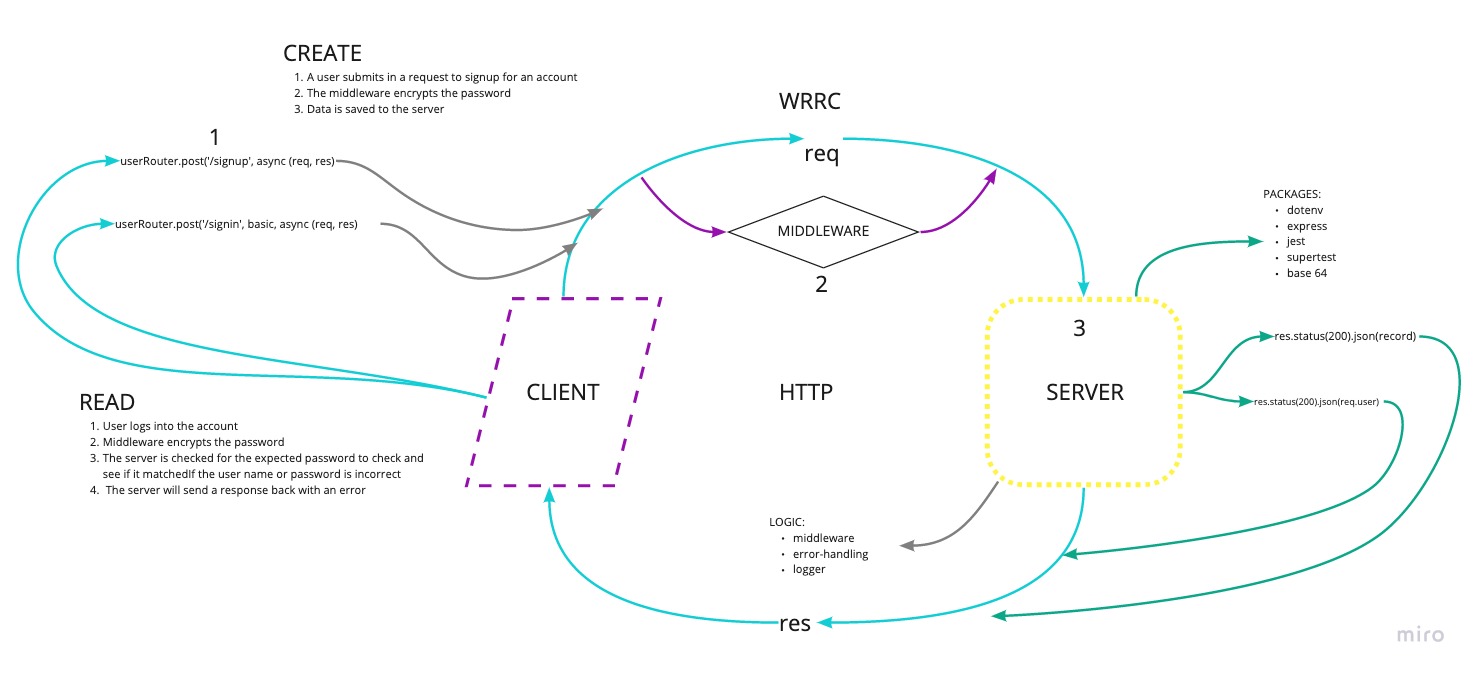 CREATE
1. A user submits in a request to signup for an account
2. The middleware encrypts the password
3. Data is saved to the server
WRRC
1
userRouter.post('/signup', async (req, res)
req
userRouter.post('/signin', basic, async (req, res)
MIDDLEWARE
2
PACKAGES:
• dotenv
• express
• jest
• supertest
• base 64
3
res.status(200).json(record)
CLIENT
HTTP
SERVER
res.status(200).json(req.user)
READ
1. User logs into the account
2. Middleware encrypts the password
3. The server is checked for the expected password to check and
see if it matchedIf the user name or password is incorrect
4. The server will send a response back with an error
LOGIC:
• middleware
• error-handling
• logger
res
miro